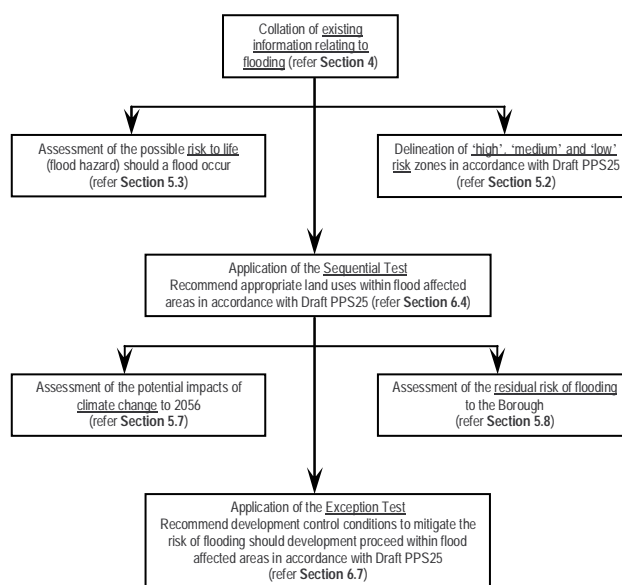 Collation of existing
information relating to
flooding (refer Section 4)
Assessment of the possible risk to life
(flood hazard) should a flood occur
(refer Section 5.3)
Delineation of ‘high’, ‘medium’ and ‘low’
risk zones in accordance with Draft PPS25
(refer Section 5.2)
Application of the Sequential Test
Recommend appropriate land uses within flood affected
areas in accordance with Draft PPS25 (refer Section 6.4)
Assessment of the potential impacts of
climate change to 2056
(refer Section 5.7)
Assessment of the residual risk of flooding
to the Borough
(refer Section 5.8)
Application of the Exception Test
Recommend development control conditions to mitigate the
risk of flooding should development proceed within flood
affected areas in accordance with Draft PPS25
(refer Section 6.7)